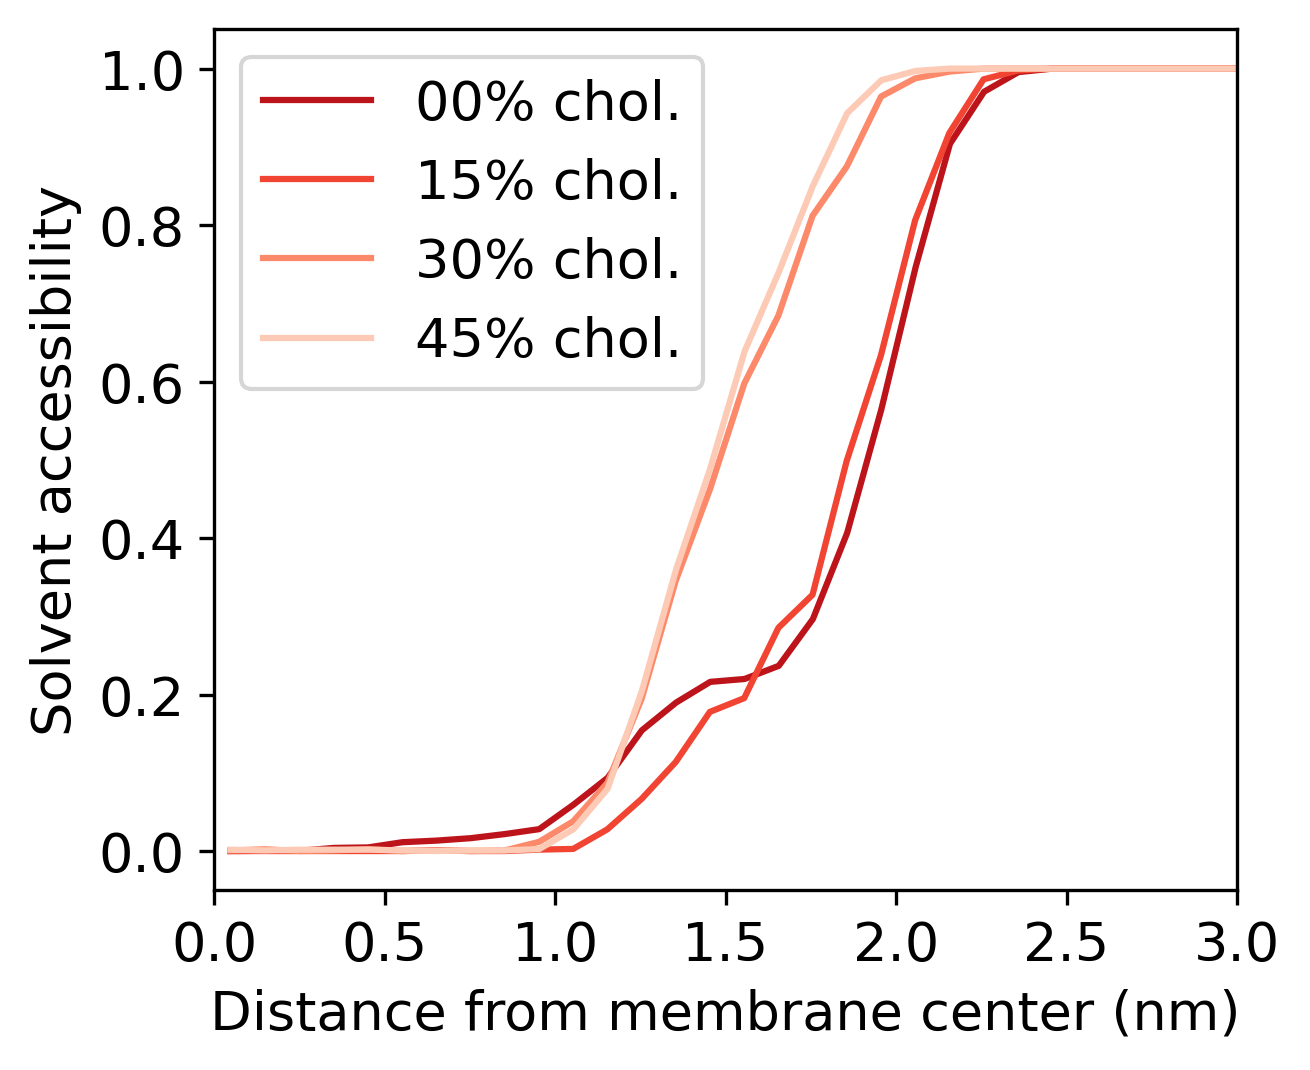 1.0
0.8
0.6
0.4
0.2
0.0
Solvent accessibility
00% chol.
15% chol.
30% chol.
45% chol.
0.0 0.5 1.0 1.5 2.0 2.5 3.0
Distance from membrane center (nm)